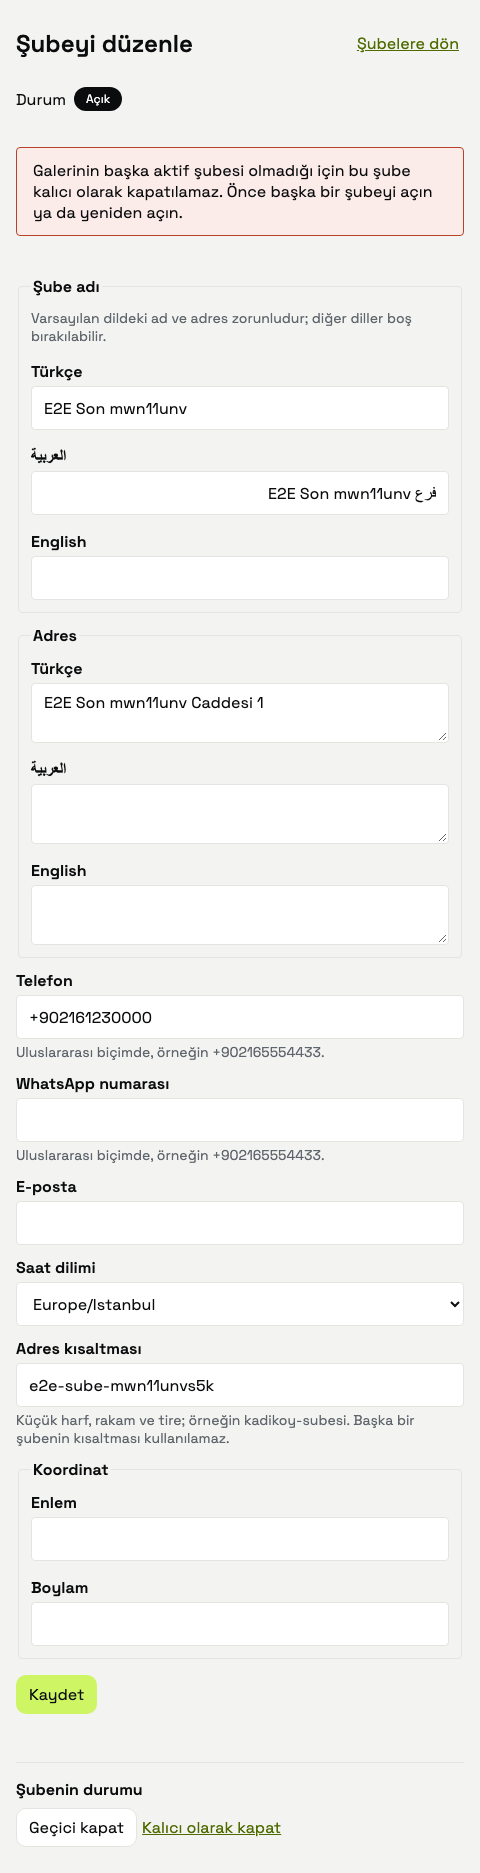 Şubeyi düzenle
Şubelere dön
Durum
Açık
Galerinin başka aktif şubesi olmadığı için bu şube
kalıcı olarak kapatılamaz. Önce başka bir şubeyi açın
ya da yeniden açın.
Şube adı
Varsayılan dildeki ad ve adres zorunludur; diğer diller boş
bırakılabilir.
Türkçe
E2E Son mwn11unv
العربية
فرع E2E Son mwn11unv
English
Adres
Türkçe
E2E Son mwn11unv Caddesi 1
العربية
English
Telefon
+902161230000
Uluslararası biçimde, örneğin +902165554433.
WhatsApp numarası
Uluslararası biçimde, örneğin +902165554433.
E-posta
Saat dilimi
Europe/Istanbul
Adres kısaltması
e2e-sube-mwn11unvs5k
Küçük harf, rakam ve tire; örneğin kadikoy-subesi. Başka bir
şubenin kısaltması kullanılamaz.
Koordinat
Enlem
Boylam
Kaydet
Şubenin durumu
Geçici kapat
Kalıcı olarak kapat